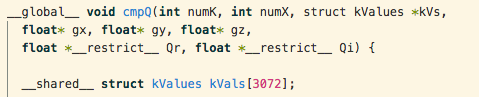 __global__ void cmpQ(int numK, int numX, struct kValues *kVs,
float* gx, float* gy, float* gz,
float *__restrict__ Qr, float *__restrict__ Qi) {
__shared__ struct kValues kVals[3072];